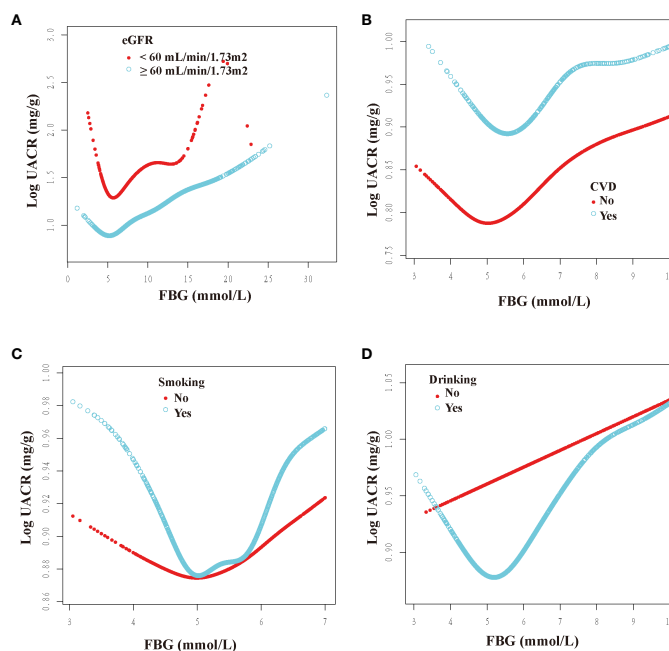 A
eGFR
< 60 mL/min/1.73m2
≥ 60 mL/min/1.73m2
Log UACR (mg/g)
1.0 1.5 2.0 2.5 3.0
0 5 10 15 20 25 30
FBG (mmol/L)
B
Log UACR (mg/g)
0.75 0.80 0.85 0.90 0.95 1.00
CVD
No
Yes
3 4 5 6 7 8 9
FBG (mmol/L)
C
Smoking
No
Yes
Log UACR (mg/g)
0.86 0.88 0.90 0.92 0.94 0.96 0.98 1.00
3 4 5 6 7
FBG (mmol/L)
D
Drinking
No
Yes
Log UACR (mg/g)
0.90 0.95 1.00 1.05
3 4 5 6 7 8 9
FBG (mmol/L)